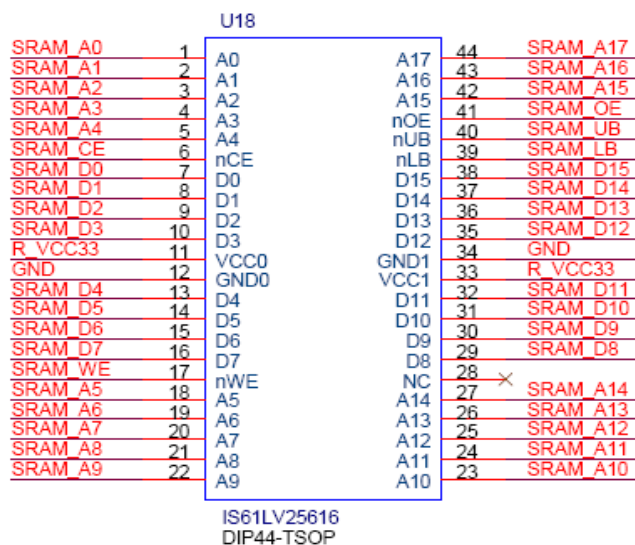 U18
SRAM_A0 1 A0 A17 44 SRAM_A17
SRAM_A1 2 A1 A16 43 SRAM_A16
SRAM_A2 3 A2 A15 42 SRAM_A15
SRAM_A3 4 A3 nOE 41 SRAM_OE
SRAM_A4 5 A4 nUB 40 SRAM_UB
SRAM_CE 6 nCE nLB 39 SRAM_LB
SRAM_D0 7 D0 D15 38 SRAM_D15
SRAM_D1 8 D1 D14 37 SRAM_D14
SRAM_D2 9 D2 D13 36 SRAM_D13
SRAM_D3 10 D3 D12 35 SRAM_D12
R_VCC33 11 VCC0 GND1 34 GND
GND 12 GND0 VCC1 33 R_VCC33
SRAM_D4 13 D4 D11 32 SRAM_D11
SRAM_D5 14 D5 D10 31 SRAM_D10
SRAM_D6 15 D6 D9 30 SRAM_D9
SRAM_D7 16 D7 D8 29 SRAM_D8
SRAM_WE 17 nWE NC 28
SRAM_A5 18 A5 A14 27 SRAM_A14
SRAM_A6 19 A6 A13 26 SRAM_A13
SRAM_A7 20 A7 A12 25 SRAM_A12
SRAM_A8 21 A8 A11 24 SRAM_A11
SRAM_A9 22 A9 A10 23 SRAM_A10
IS61LV25616
DIP44-TSOP